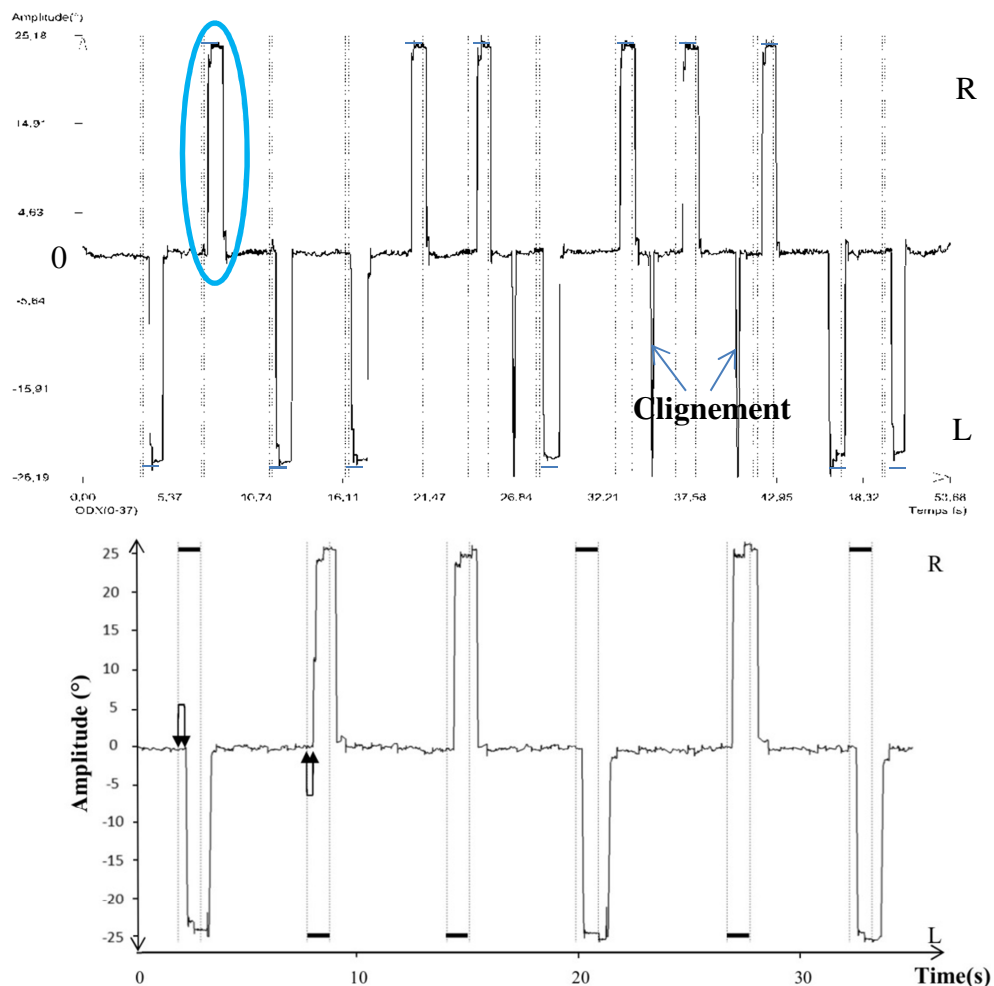 Amplitude(°)
25,18
R
14,91
4,63
0
-5,64
-15,91
Clignement
L
-26,19
0,00 5,37 10,74 16,11 21,47 26,84 32,21 37,58 42,95 48,32 53,68
ODX(0-37) Temps (s)
25
R
20
15
10
5
0
-5
-10
-15
-20
-25
L
Amplitude (°)
0 10 20 30 Time(s)